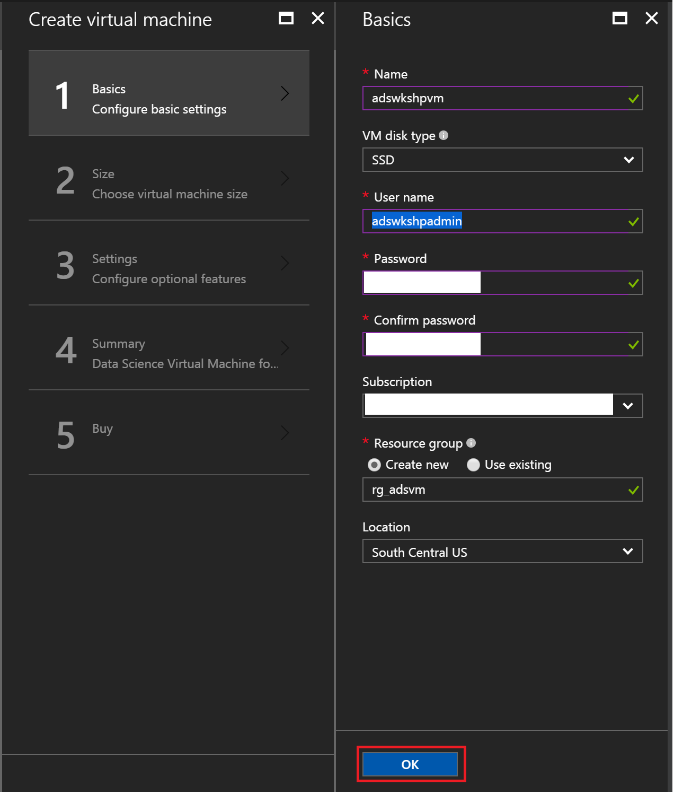 Create virtual machine
1
Basics
Configure basic settings
2
Size
Choose virtual machine size
3
Settings
Configure optional features
4
Summary
Data Science Virtual Machine fo...
5
Buy
Basics
* Name
adswkshpvm
VM disk type
SSD
* User name
adswkshpadmin
* Password
* Confirm password
Subscription
* Resource group
Create new Use existing
rg_adsvm
Location
South Central US
OK